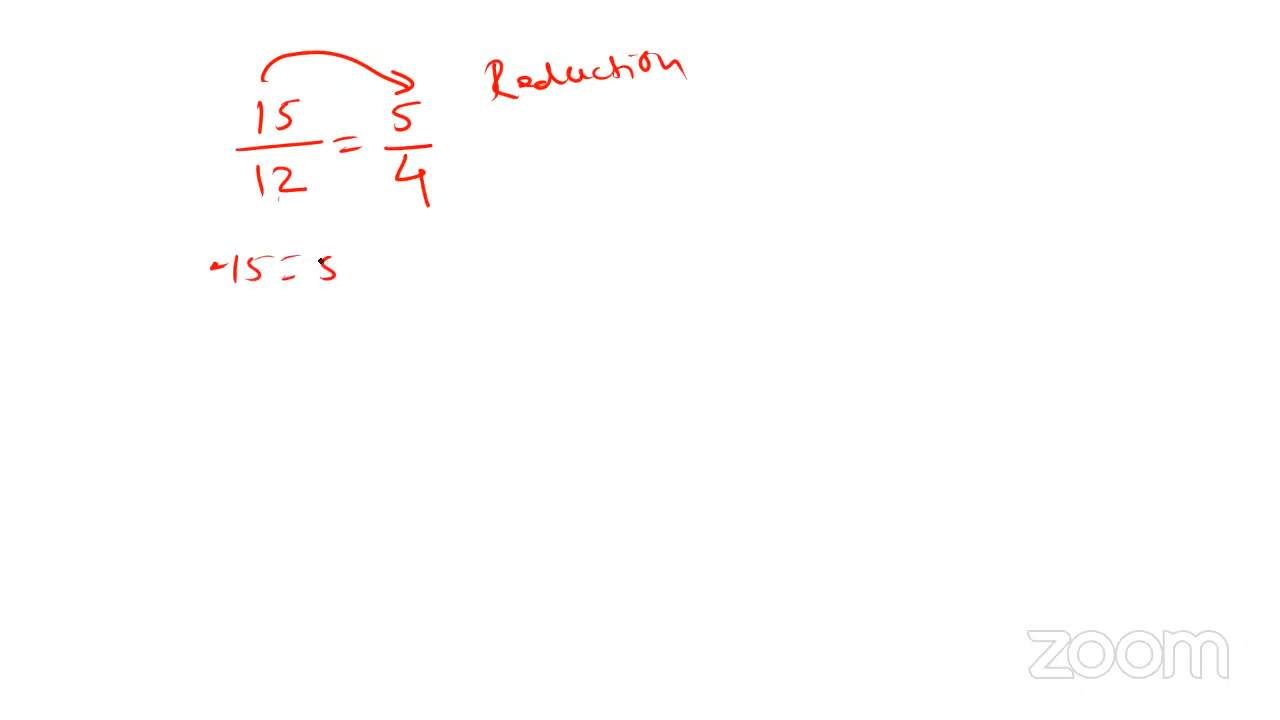 Reduction
15/12 = 5/4
-15 = 5
zoom